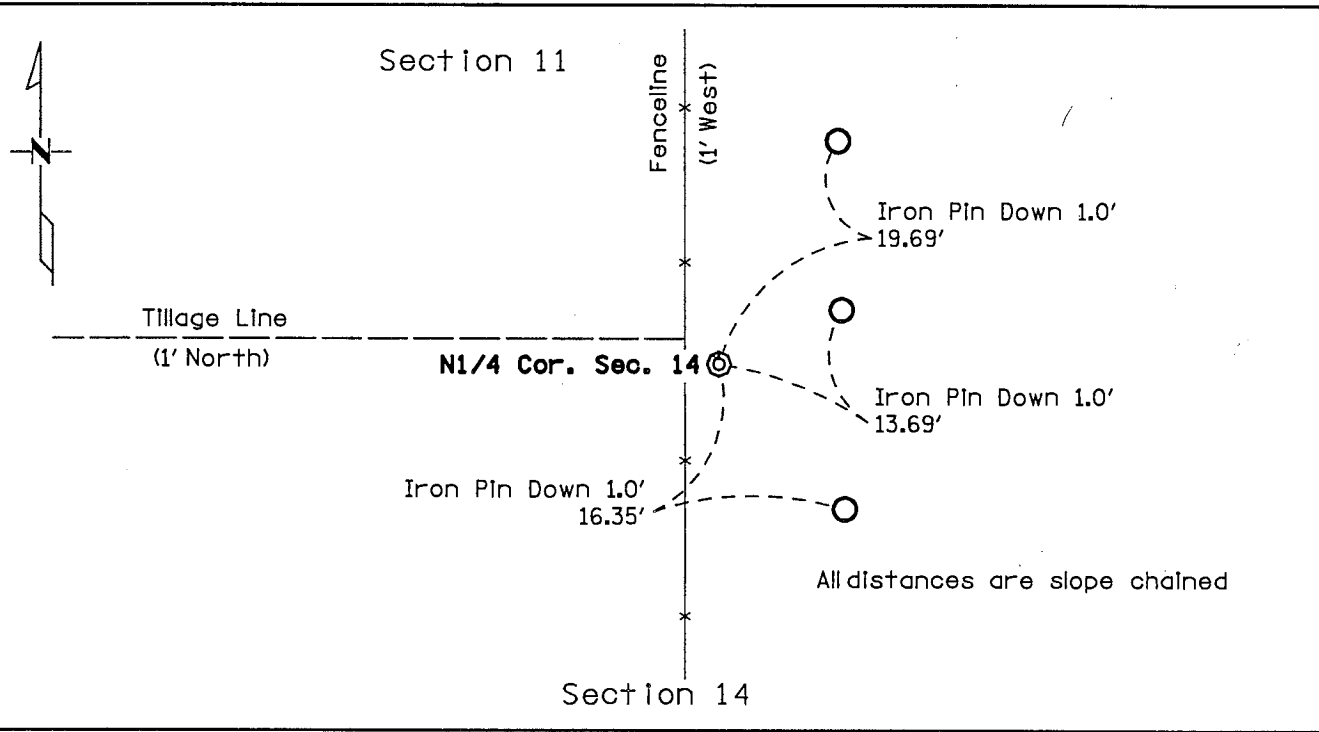 Section 11
Fenceline
(1' West)
N
Iron Pin Down 1.0'
19.69'
Tillage Line
(1' North)
N1/4 Cor. Sec. 14
Iron Pin Down 1.0'
13.69'
Iron Pin Down 1.0'
16.35'
All distances are slope chained
Section 14